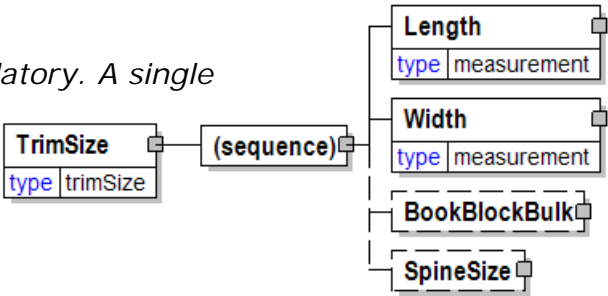 Length
type measurement
latory. A single
Width
TrimSize
(sequence)
type measurement
type trimSize
BookBlockBulk
SpineSize